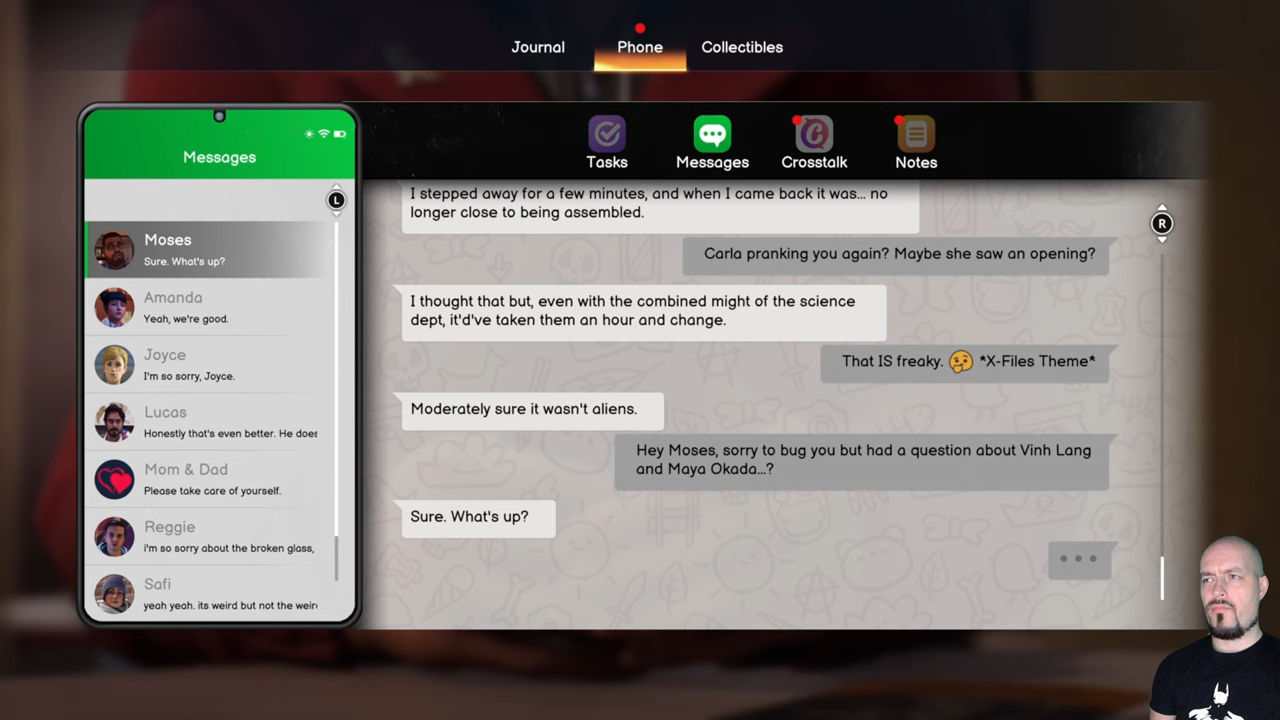 Journal
Phone
Collectibles
Messages
L
Moses
Sure. What's up?
Amanda
Yeah, we're good.
Joyce
I'm so sorry, Joyce.
Lucas
Honestly that's even better. He does
Mom & Dad
Please take care of yourself.
Reggie
i'm so sorry about the broken glass,
Safi
yeah yeah. its weird but not the weir
Tasks
Messages
Crosstalk
Notes
R
I stepped away for a few minutes, and when I came back it was... no
longer close to being assembled.
Carla pranking you again? Maybe she saw an opening?
I thought that but, even with the combined might of the science
dept, it'd've taken them an hour and change.
That IS freaky. 🤔 *X-Files Theme*
Moderately sure it wasn't aliens.
Hey Moses, sorry to bug you but had a question about Vinh Lang
and Maya Okada...?
Sure. What's up?